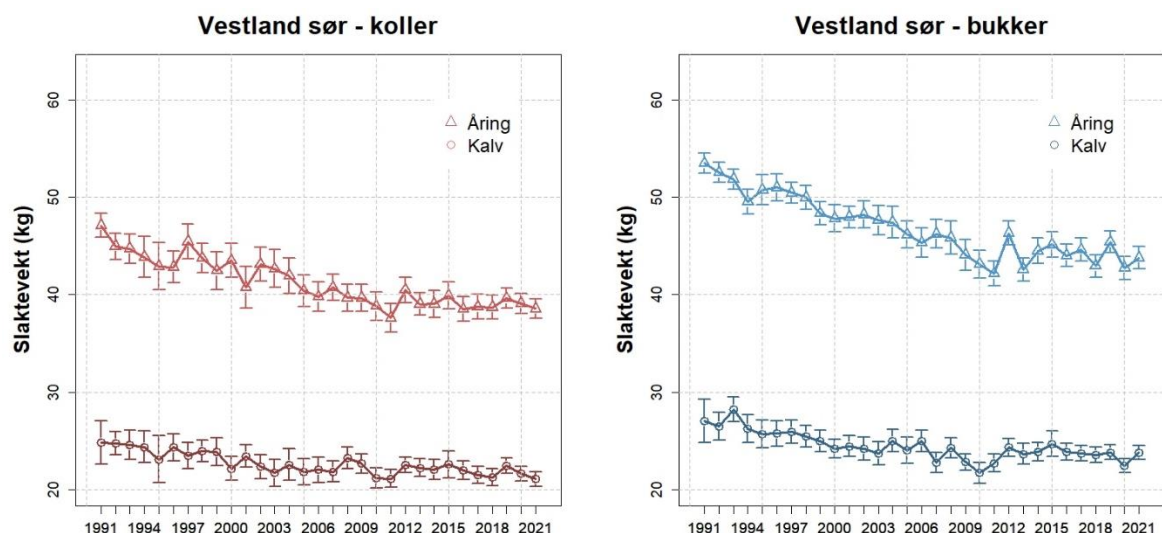 Vestland sør - koller
Slaktevekt (kg)
60
50
40
30
20
Åring
Kalv
1991 1994 1997 2000 2003 2006 2009 2012 2015 2018 2021
Vestland sør - bukker
Slaktevekt (kg)
60
50
40
30
20
Åring
Kalv
1991 1994 1997 2000 2003 2006 2009 2012 2015 2018 2021